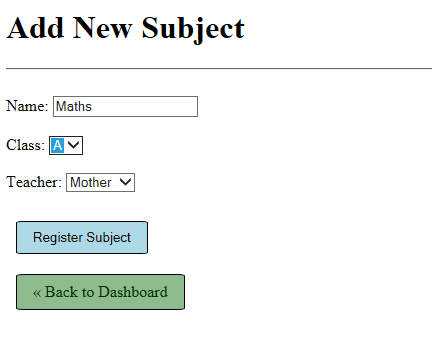 Add New Subject
Name: Maths
Class: A
Teacher: Mother
Register Subject
« Back to Dashboard